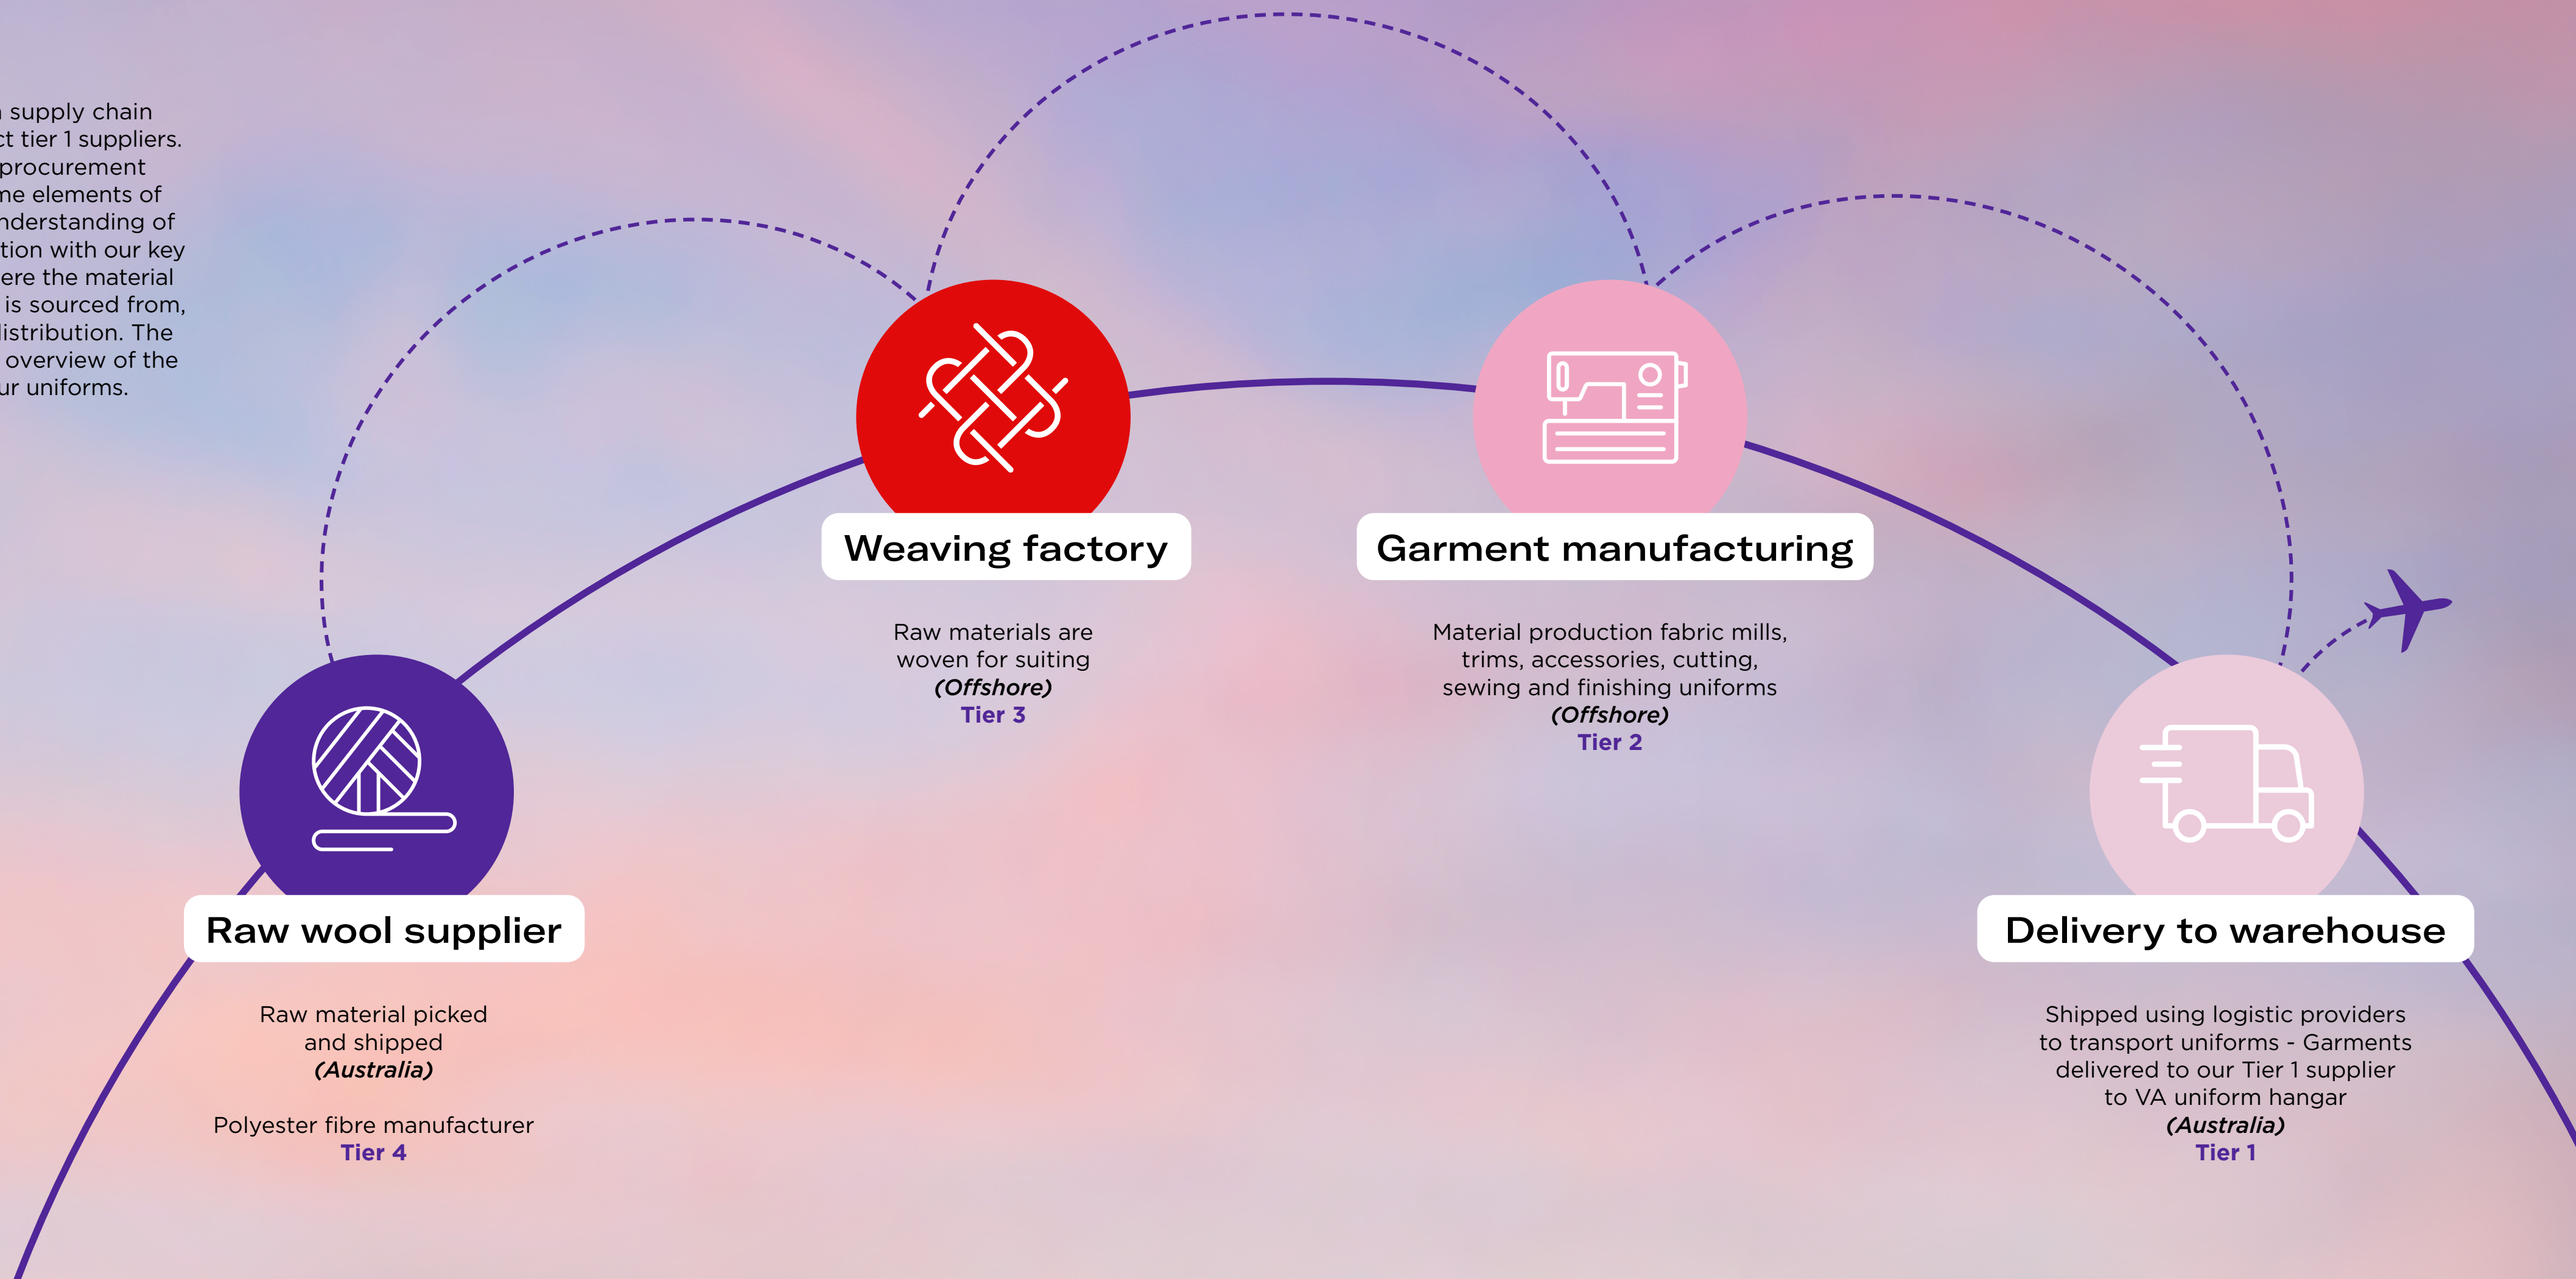 supply chain
tier 1 suppliers.
procurement
elements of
understanding of
with our key
where the material
is sourced from,
distribution. The
overview of the
our uniforms.
Weaving factory
Raw materials are
woven for suiting
(Offshore)
Tier 3
Garment manufacturing
Material production fabric mills,
trims, accessories, cutting,
sewing and finishing uniforms
(Offshore)
Tier 2
Raw wool supplier
Raw material picked
and shipped
(Australia)
Polyester fibre manufacturer
Tier 4
Delivery to warehouse
Shipped using logistic providers
to transport uniforms - Garments
delivered to our Tier 1 supplier
to VA uniform hangar
(Australia)
Tier 1